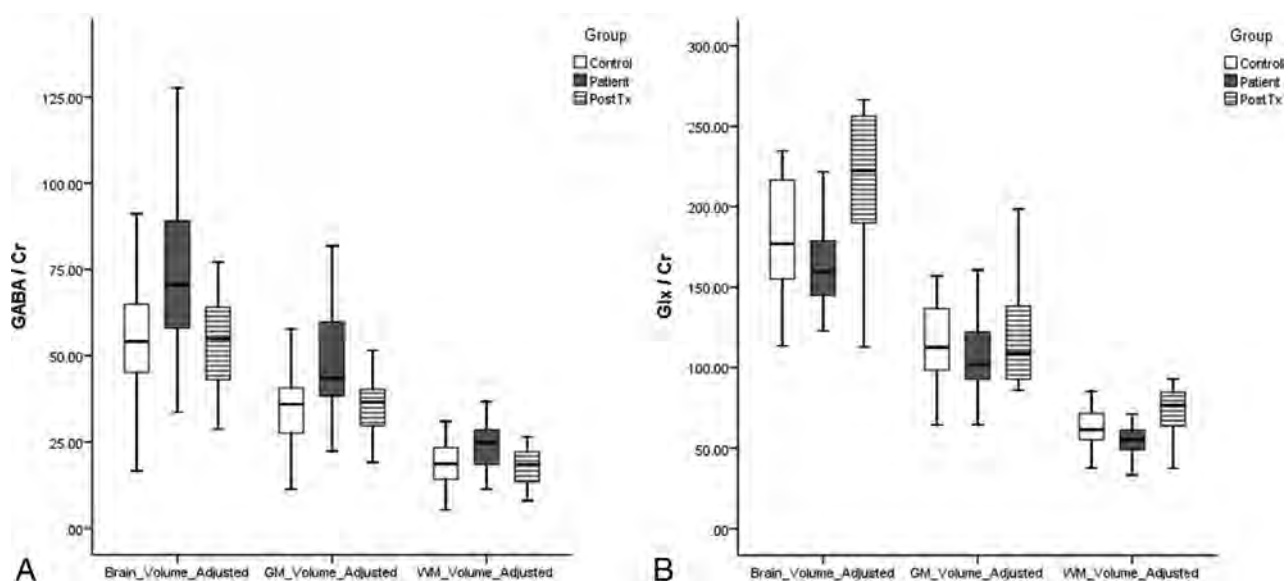 Group
Control
Patient
PostTx
125.00
100.00
75.00
50.00
25.00
.00
GABA / Cr
A
Brain_Volume_Adjusted GM_Volume_Adjusted WM_Volume_Adjusted
Group
Control
Patient
PostTx
300.00
250.00
200.00
150.00
100.00
50.00
.00
Glx / Cr
B
Brain_Volume_Adjusted GM_Volume_Adjusted WM_Volume_Adjusted